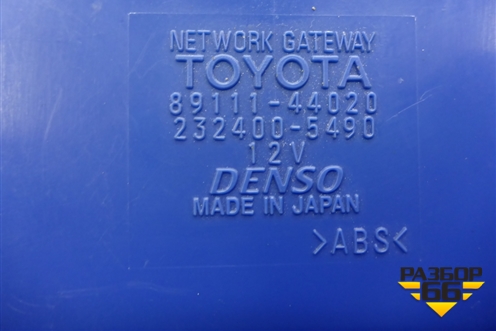 NETWORK GATEWAY
TOYOTA
89111-44020
232400-5490
12V
DENSO
MADE IN JAPAN
>ABS<
РАЗБОР
66